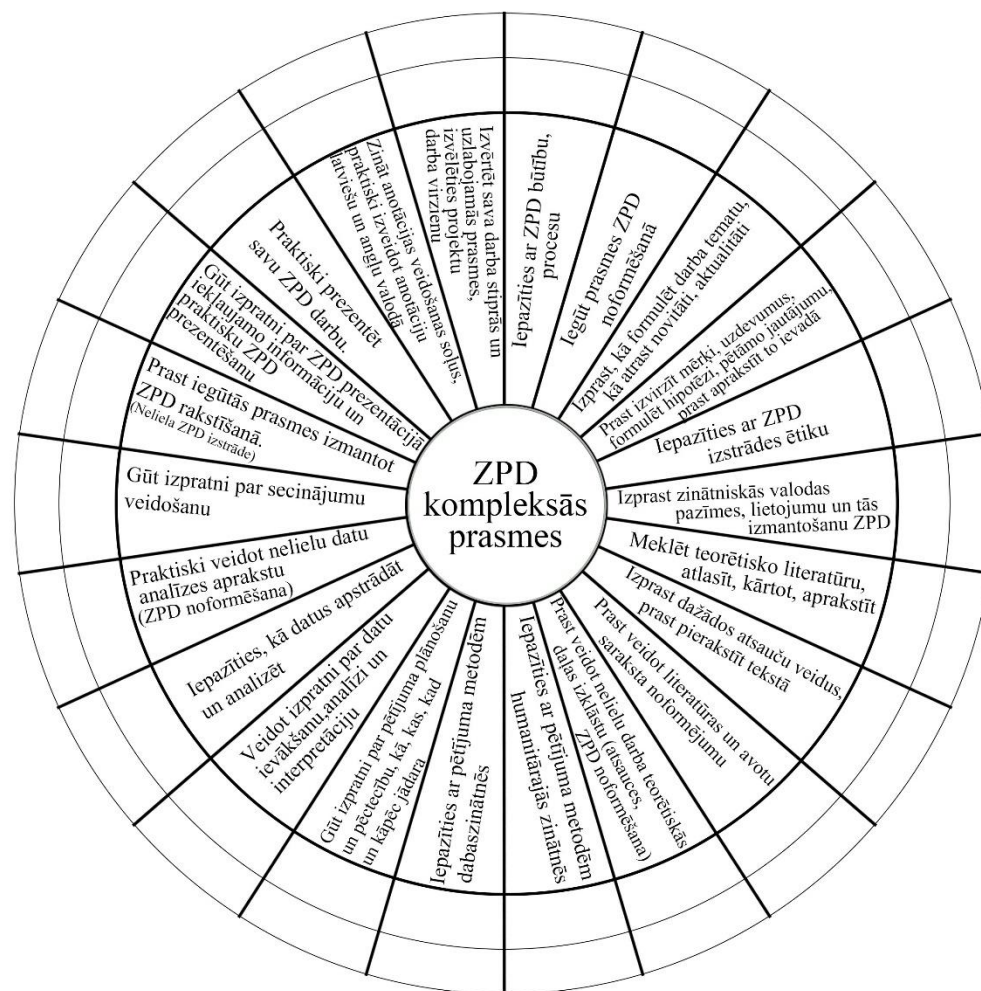 ZPD
kompleksās
prasmes
Iepazīties ar ZPD būtību,
procesu
Iegūt prasmes ZPD
noformēšanā
Izprast, kā formulēt darba tematu,
kā atrast novitāti, aktualitāti
Prast izvirzīt mērķi, uzdevumus,
formulēt hipotēzi, pētāmo jautājumu,
prast aprakstīt to ievadā
Iepazīties ar ZPD
izstrādes ētiku
Izprast zinātniskās valodas
pazīmes, lietojumu un tās
izmantošanu ZPD
Meklēt teorētisko literatūru,
atlasīt, kārtot, aprakstīt
Izprast dažādos atsauču veidus,
prast pierakstīt tekstā
Prast veidot literatūras un avotu
saraksta noformējumu
Prast veidot nelielu darba teorētiskās
daļas izklāstu (atsauces,
ZPD noformēšana)
Iepazīties ar pētījuma metodēm
humanitārajās zinātnēs
Iepazīties ar pētījuma metodēm
dabaszinātnēs
Gūt izpratni par pētījuma plānošanu
un pēctecību, kā, kas, kad
un kāpēc jādara
Veidot izpratni par datu
ievākšanu,analīzi un
interpretāciju
Iepazīties, kā datus apstrādāt
un analizēt
Praktiski veidot nelielu datu
analīzes aprakstu
(ZPD noformēšana)
Gūt izpratni par secinājumu
veidošanu
Prast iegūtās prasmes izmantot
ZPD rakstīšanā.
(Neliela ZPD izstrāde)
Gūt izpratni par ZPD prezentācijā
iekļaujamo informāciju un
praktisku ZPD
prezentēšanu
Praktiski prezentēt
savu ZPD darbu.
Zināt anotācijas veidošanas soļus,
praktiski izveidot anotāciju
latviešu un angļu valodā
Izvērtēt sava darba stiprās un
uzlabojamās prasmes,
izvēlēties projektu
darba virzienu